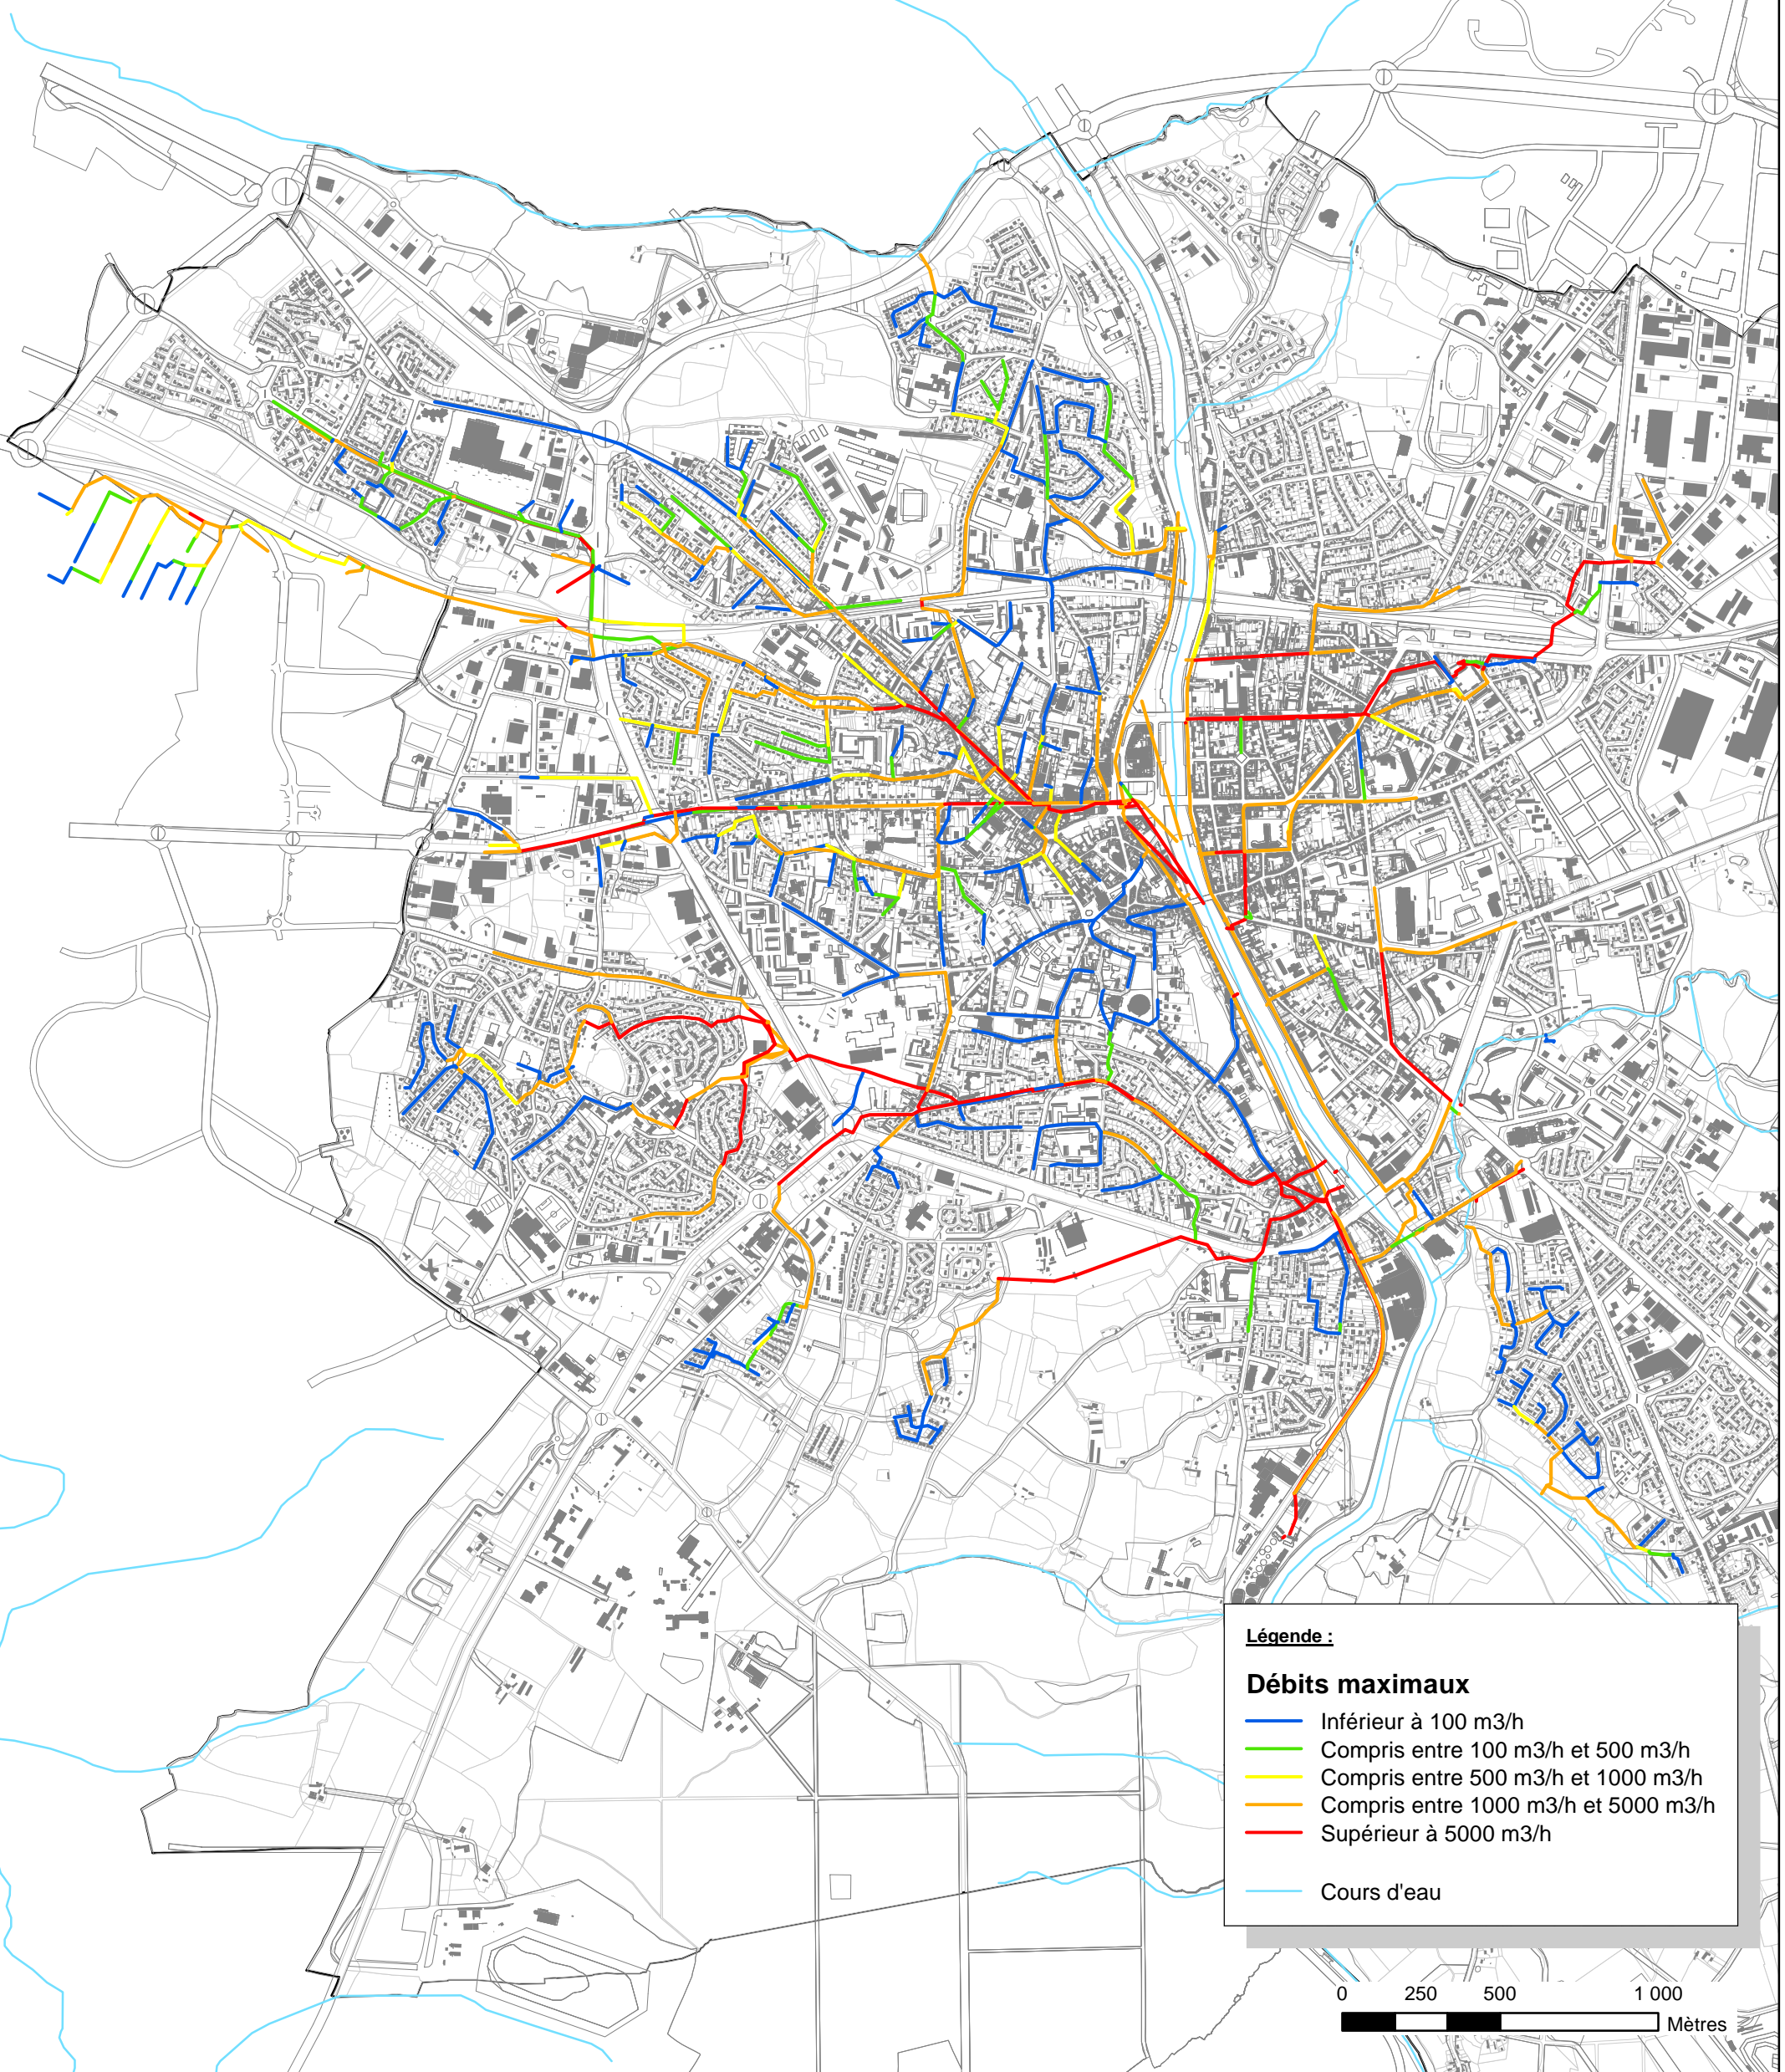 Légende :
Débits maximaux
Inférieur à 100 m3/h
Compris entre 100 m3/h et 500 m3/h
Compris entre 500 m3/h et 1000 m3/h
Compris entre 1000 m3/h et 5000 m3/h
Supérieur à 5000 m3/h
Cours d'eau
0 250 500 1 000
Mètres